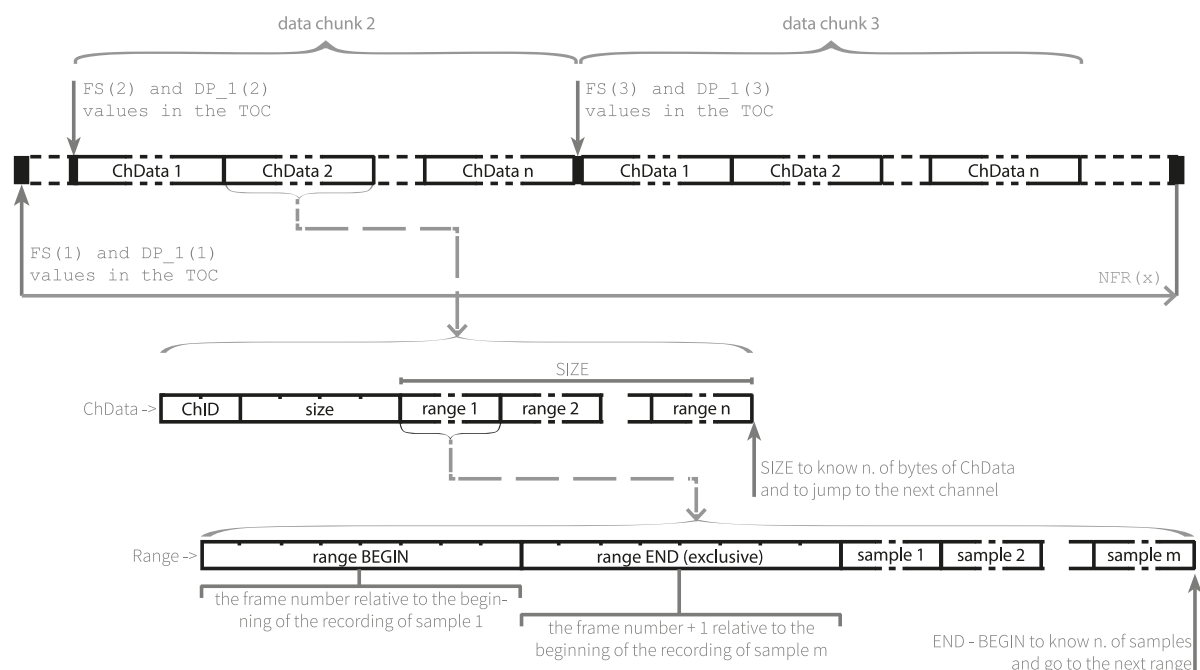 data chunk 2
data chunk 3
FS(2) and DP_1(2)
values in the TOC
FS(3) and DP_1(3)
values in the TOC
ChData 1
ChData 2
ChData n
ChData 1
ChData 2
ChData n
FS(1) and DP_1(1)
values in the TOC
NFR(x)
SIZE
ChData ->
ChID
size
range 1
range 2
range n
SIZE to know n. of bytes of ChData
and to jump to the next channel
Range ->
range BEGIN
range END (exclusive)
sample 1
sample 2
sample m
the frame number relative to the begin-
ning of the recording of sample 1
the frame number + 1 relative to the
beginning of the recording of sample m
END - BEGIN to know n. of samples
and go to the next range